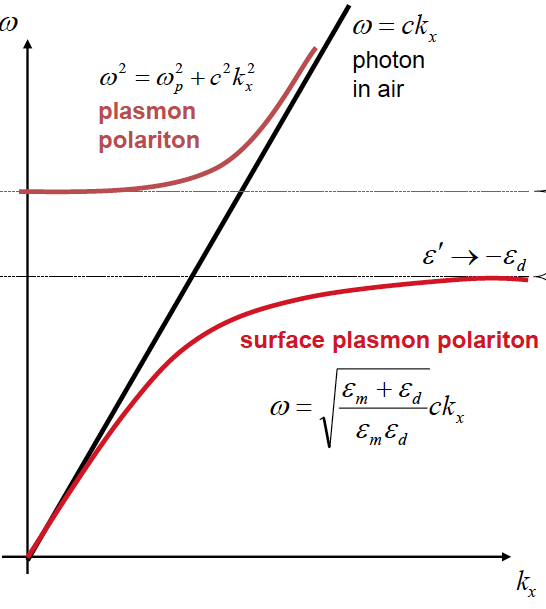 ω
ω = ck_x
photon
in air
ω² = ω_p² + c²k_x²
plasmon
polariton
ε′ → −ε_d
surface plasmon polariton
ω = √((ε_m + ε_d)/(ε_m ε_d)) ck_x
k_x